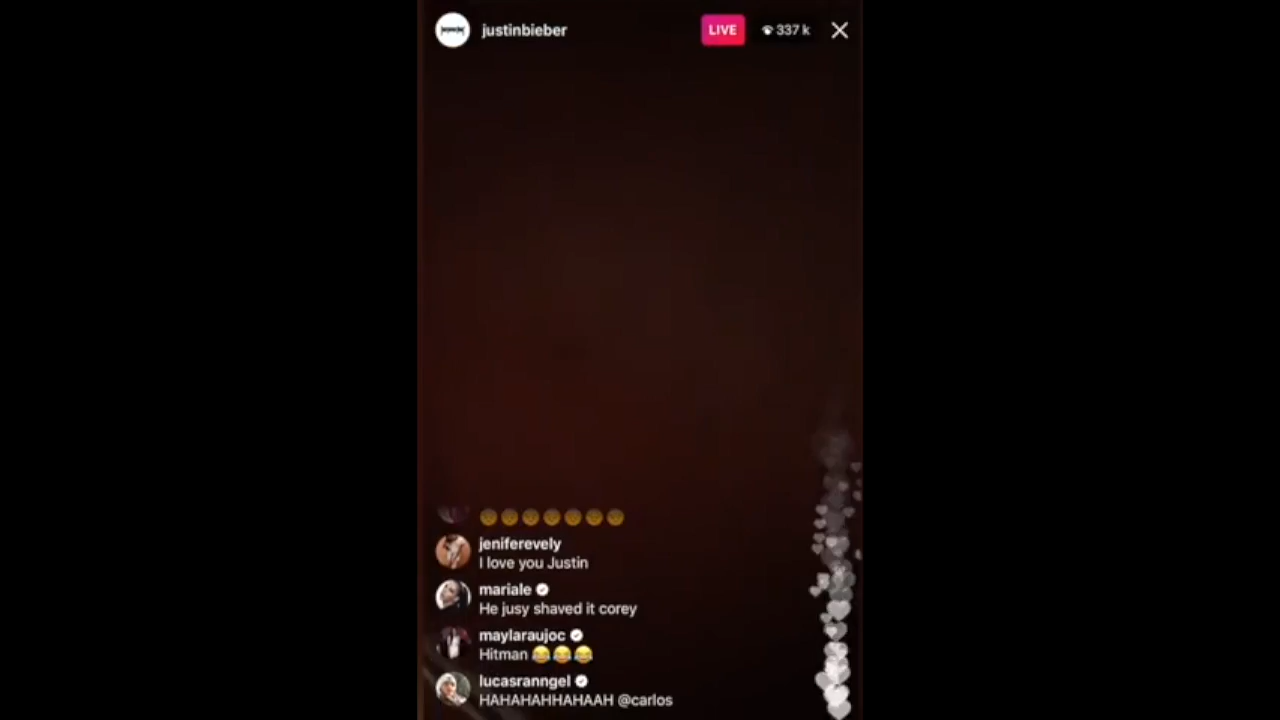 justinbieber LIVE 337 k
jeniferevely
I love you Justin
mariale
He jusy shaved it corey
maylaraujoc
Hitman 😂😂😂
lucasranngel
HAHAHAHHAHAAH @carlos